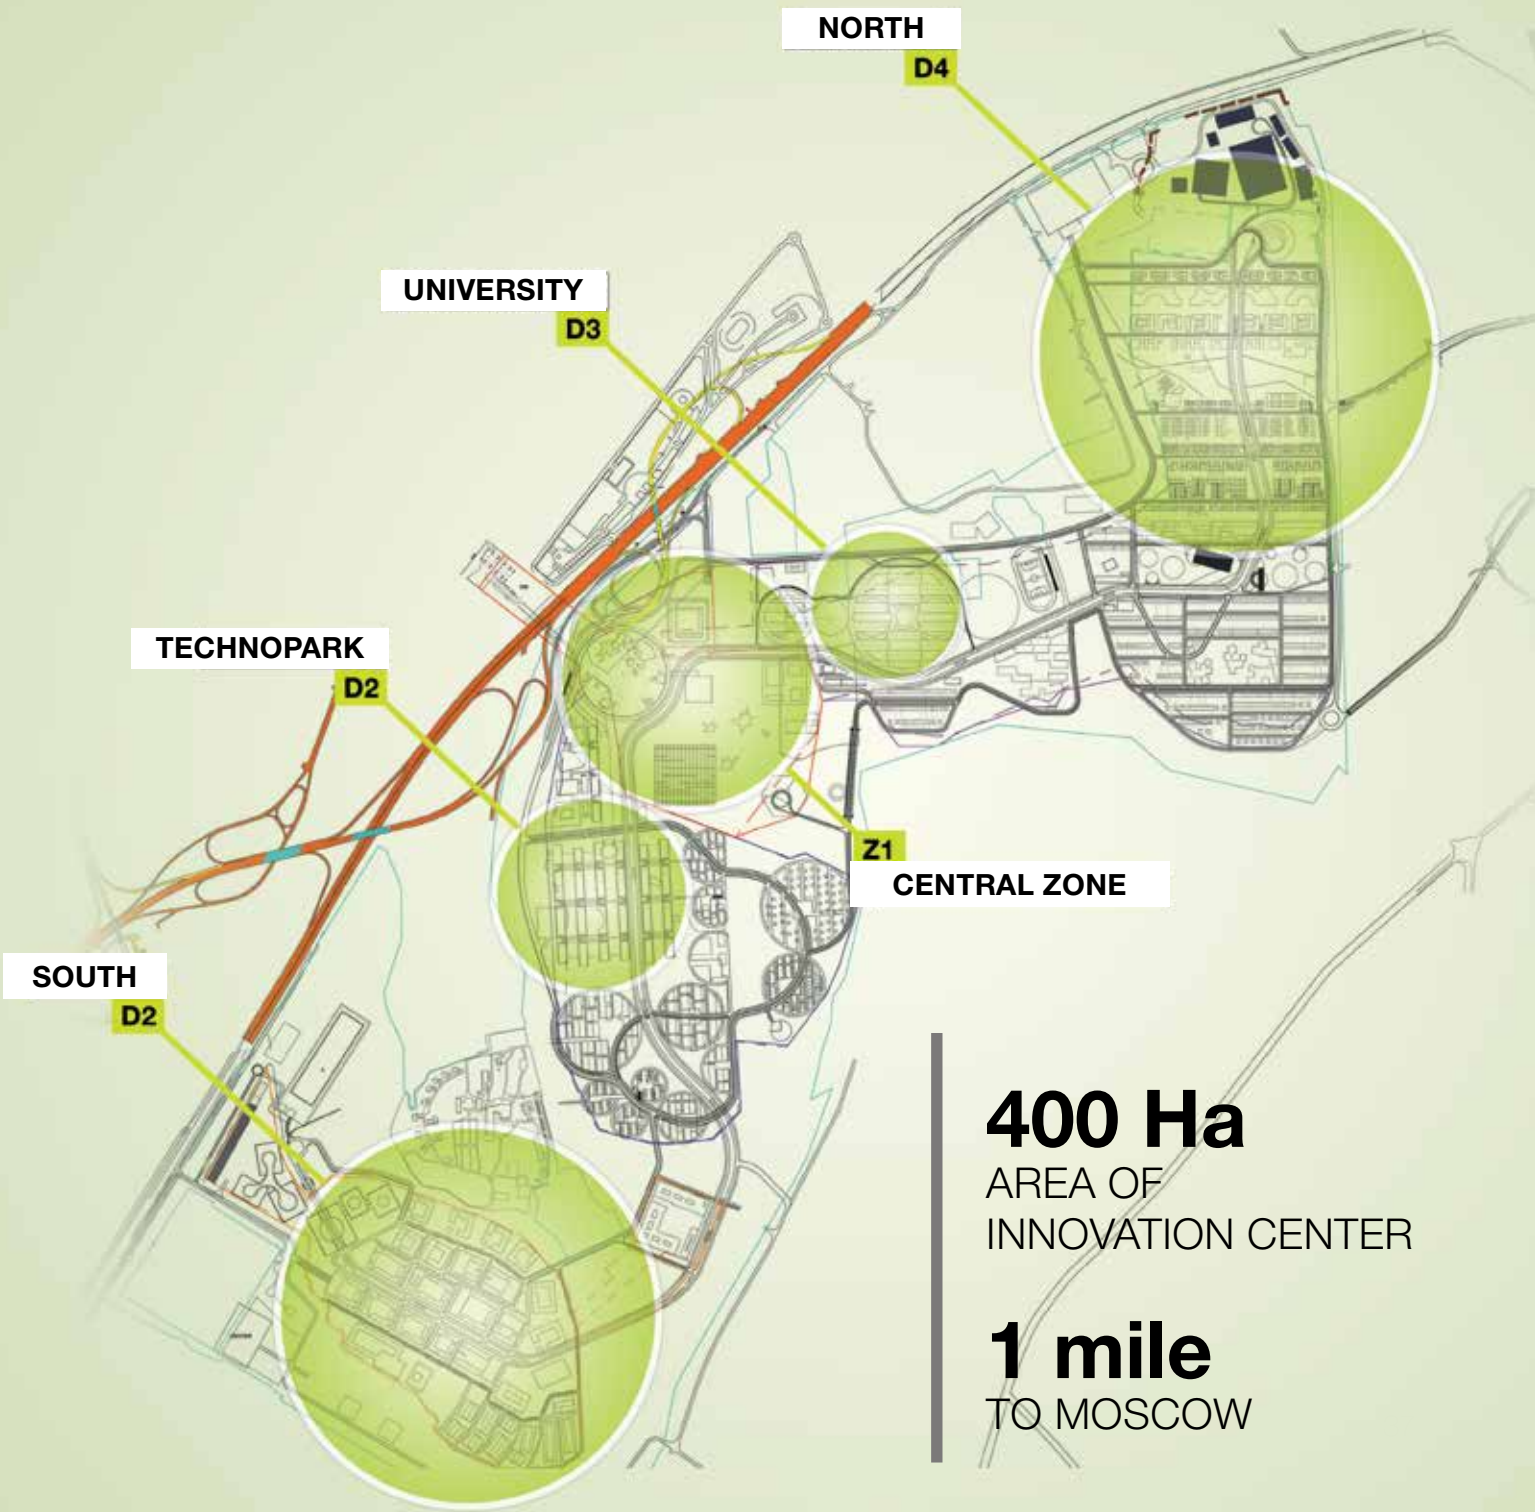 NORTH
D4
UNIVERSITY
D3
TECHNOPARK
D2
Z1
CENTRAL ZONE
SOUTH
D2
400 Ha
AREA OF
INNOVATION CENTER
1 mile
TO MOSCOW